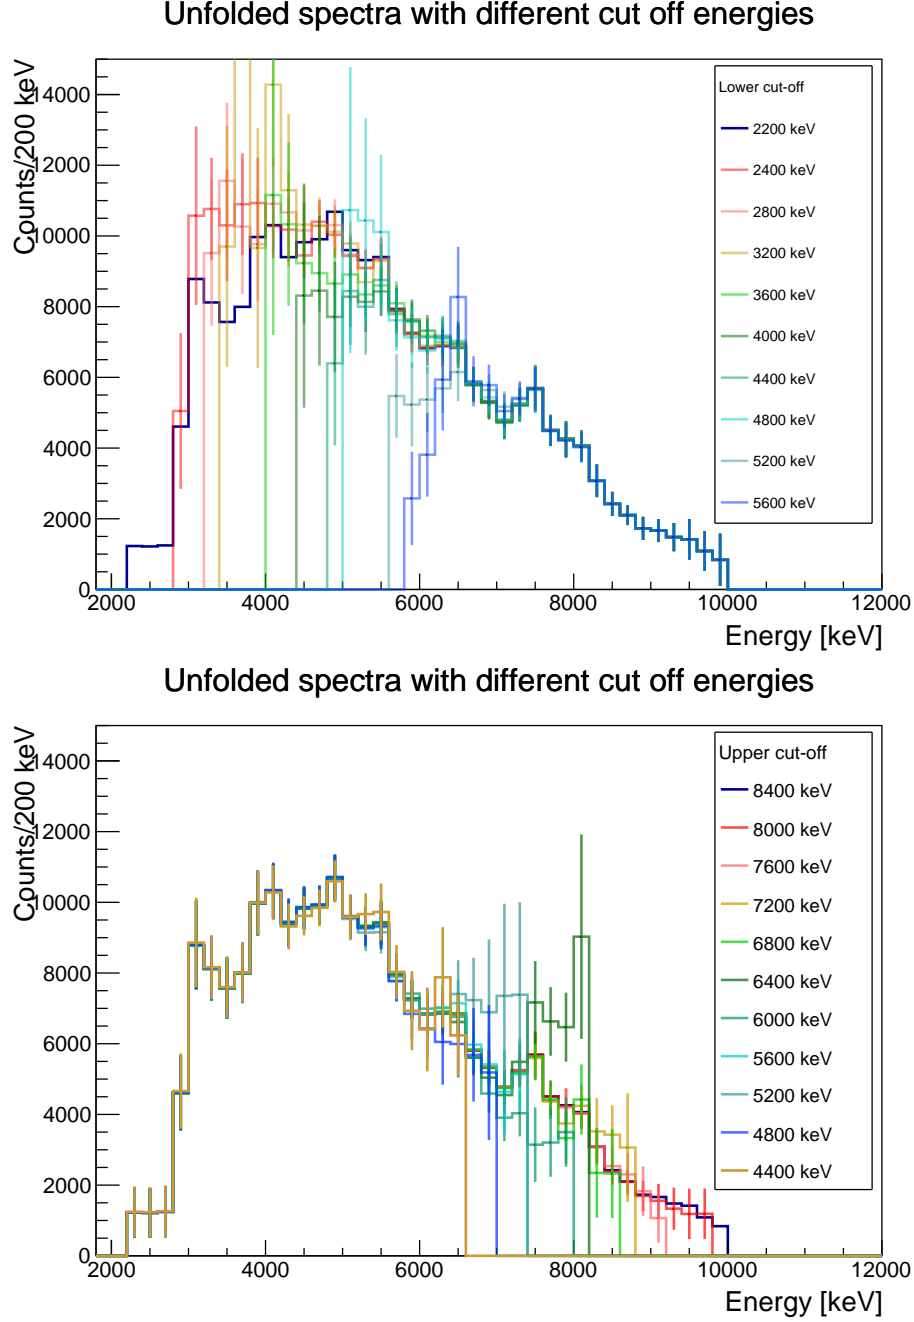 Unfolded spectra with different cut off energies
Counts/200 keV
14000
12000
10000
8000
6000
4000
2000
0
Lower cut-off
2200 keV
2400 keV
2800 keV
3200 keV
3600 keV
4000 keV
4400 keV
4800 keV
5200 keV
5600 keV
2000 4000 6000 8000 10000 12000
Energy [keV]
Unfolded spectra with different cut off energies
Counts/200 keV
14000
12000
10000
8000
6000
4000
2000
0
Upper cut-off
8400 keV
8000 keV
7600 keV
7200 keV
6800 keV
6400 keV
6000 keV
5600 keV
5200 keV
4800 keV
4400 keV
2000 4000 6000 8000 10000 12000
Energy [keV]